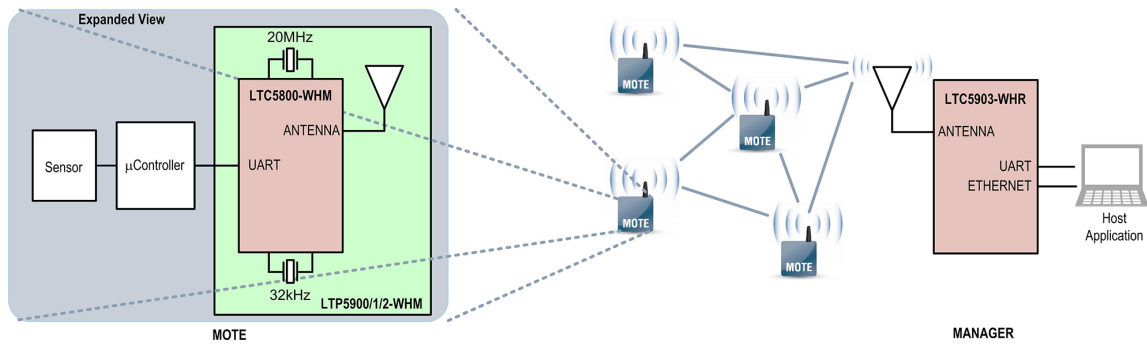 Expanded View
20MHz
LTC5800-WHM
ANTENNA
Sensor
μController
UART
32kHz
LTP5900/1/2-WHM
MOTE
MOTE
MOTE
MOTE
MOTE
LTC5903-WHR
ANTENNA
UART
ETHERNET
Host
Application
MANAGER